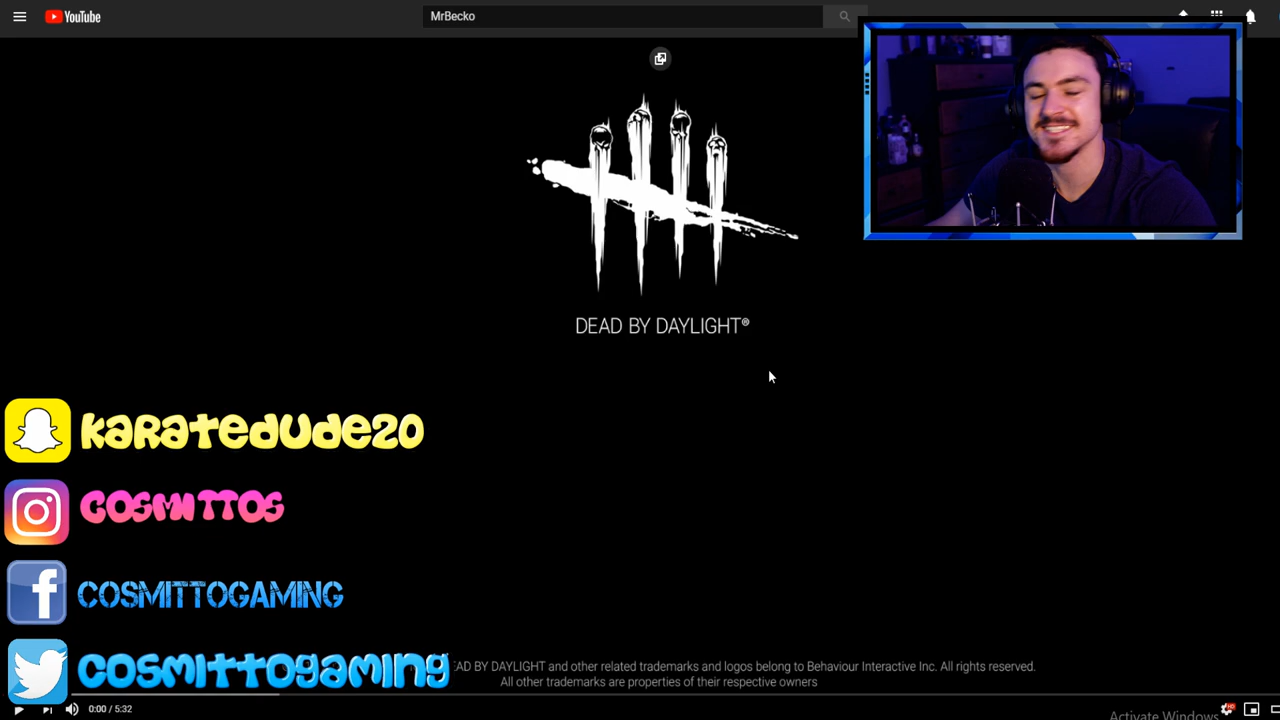 YouTube
MrBecko
DEAD BY DAYLIGHT®
karatedude20
COSMITTOS
COSMITTOGAMING
cosmittogaming
DEAD BY DAYLIGHT and other related trademarks and logos belong to Behaviour Interactive Inc. All rights reserved.
All other trademarks are properties of their respective owners
0:00 / 5:32
HD
Activate Windows